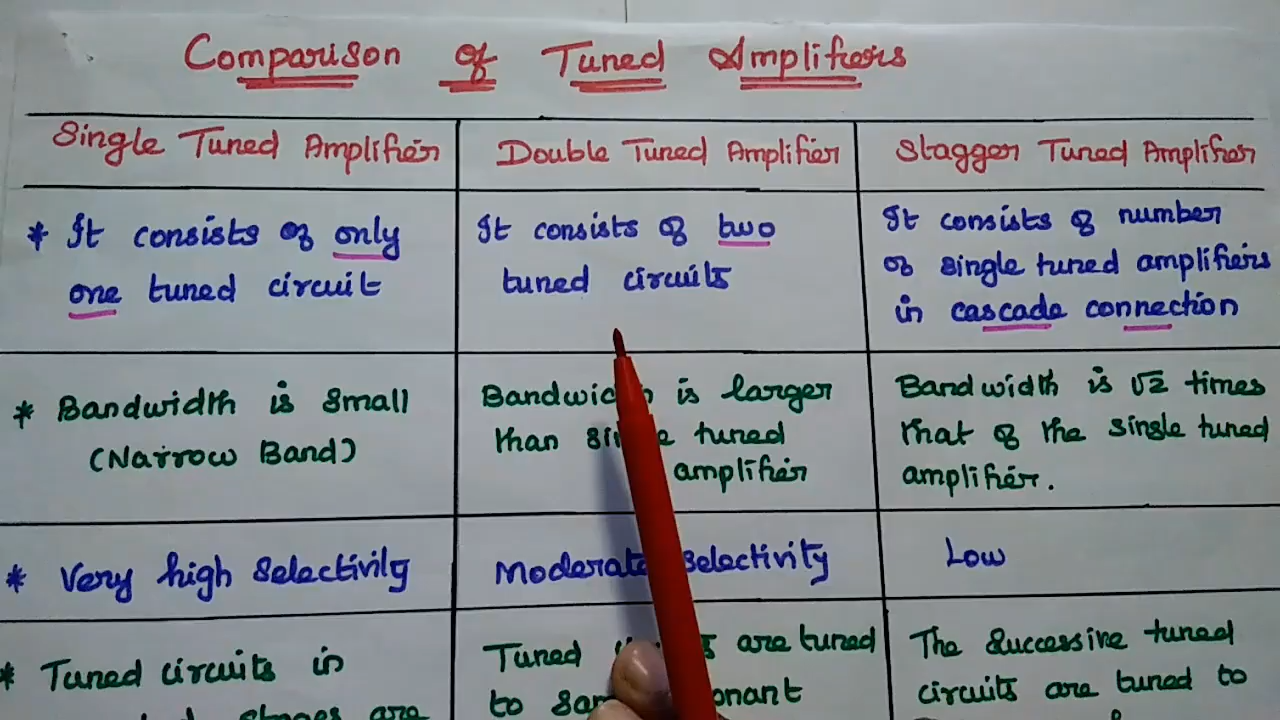 Comparison of Tuned Amplifiers
Single Tuned Amplifier
Double Tuned Amplifier
Stagger Tuned Amplifier
* It consists of only
one tuned circuit
It consists of two
tuned circuits
It consists of number
of single tuned amplifiers
in cascade connection
* Bandwidth is small
(Narrow Band)
Bandwidth is larger
than tuned
amplifier
Bandwidth is √2 times
that of the single tuned
amplifier.
* Very high selectivity
Moderate selectivity
Low
* Tuned circuits in
stages are
Tuned are tuned
to
The successive tuned
circuits are tuned to